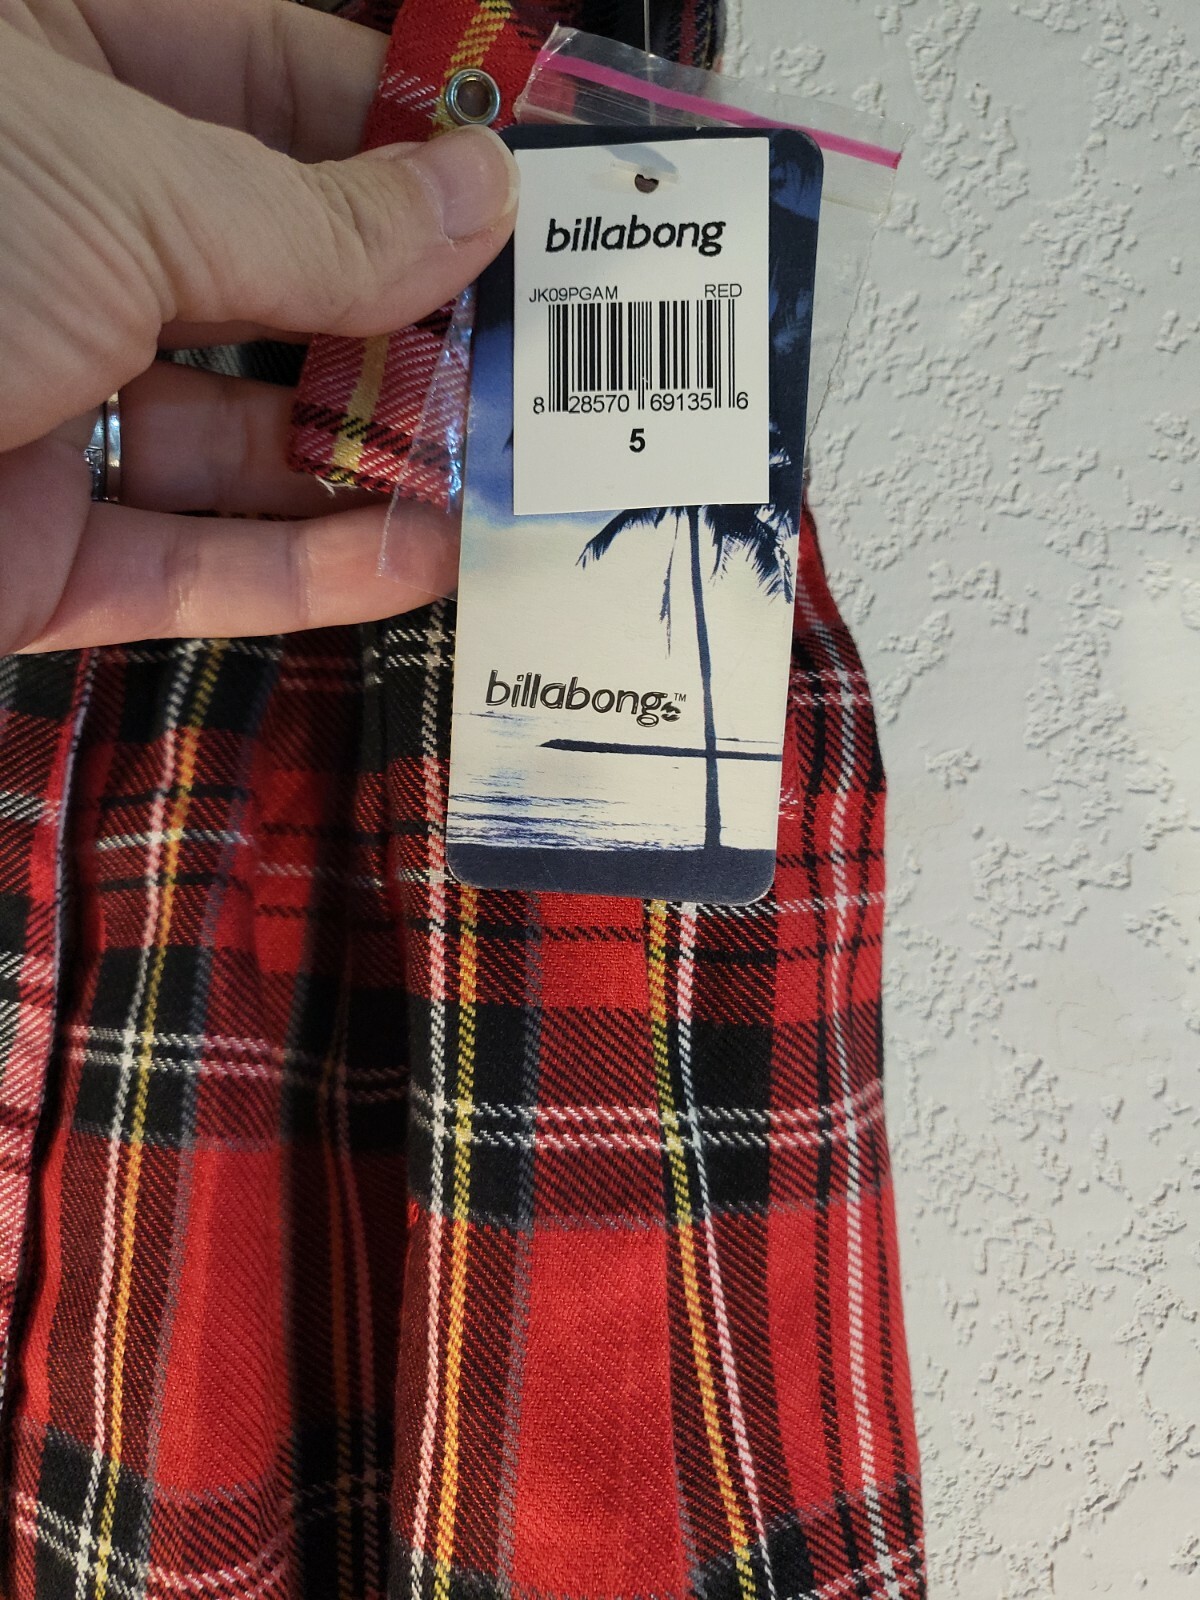 billabong
JK09PGAM RED
8 28570 69135 6
5
billabong™